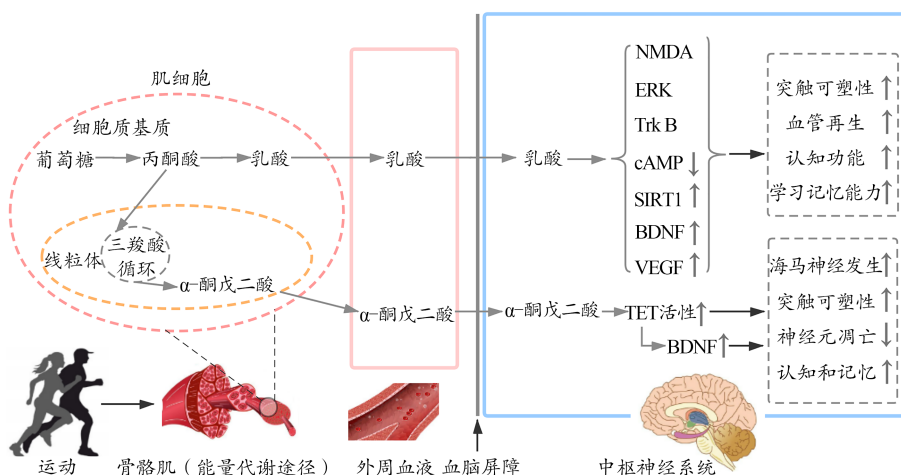 肌细胞
细胞质基质
葡萄糖
丙酮酸
乳酸
乳酸
乳酸
线粒体
三羧酸
循环
α-酮戊二酸
α-酮戊二酸
α-酮戊二酸
NMDA
ERK
Trk B
cAMP↓
SIRT1↑
BDNF↑
VEGF↑
突触可塑性↑
血管再生↑
认知功能↑
学习记忆能力↑
TET活性↑
BDNF↑
海马神经发生↑
突触可塑性↑
神经元凋亡↓
认知和记忆↑
运动
骨骼肌（能量代谢途径）
外周血液
血脑屏障
中枢神经系统